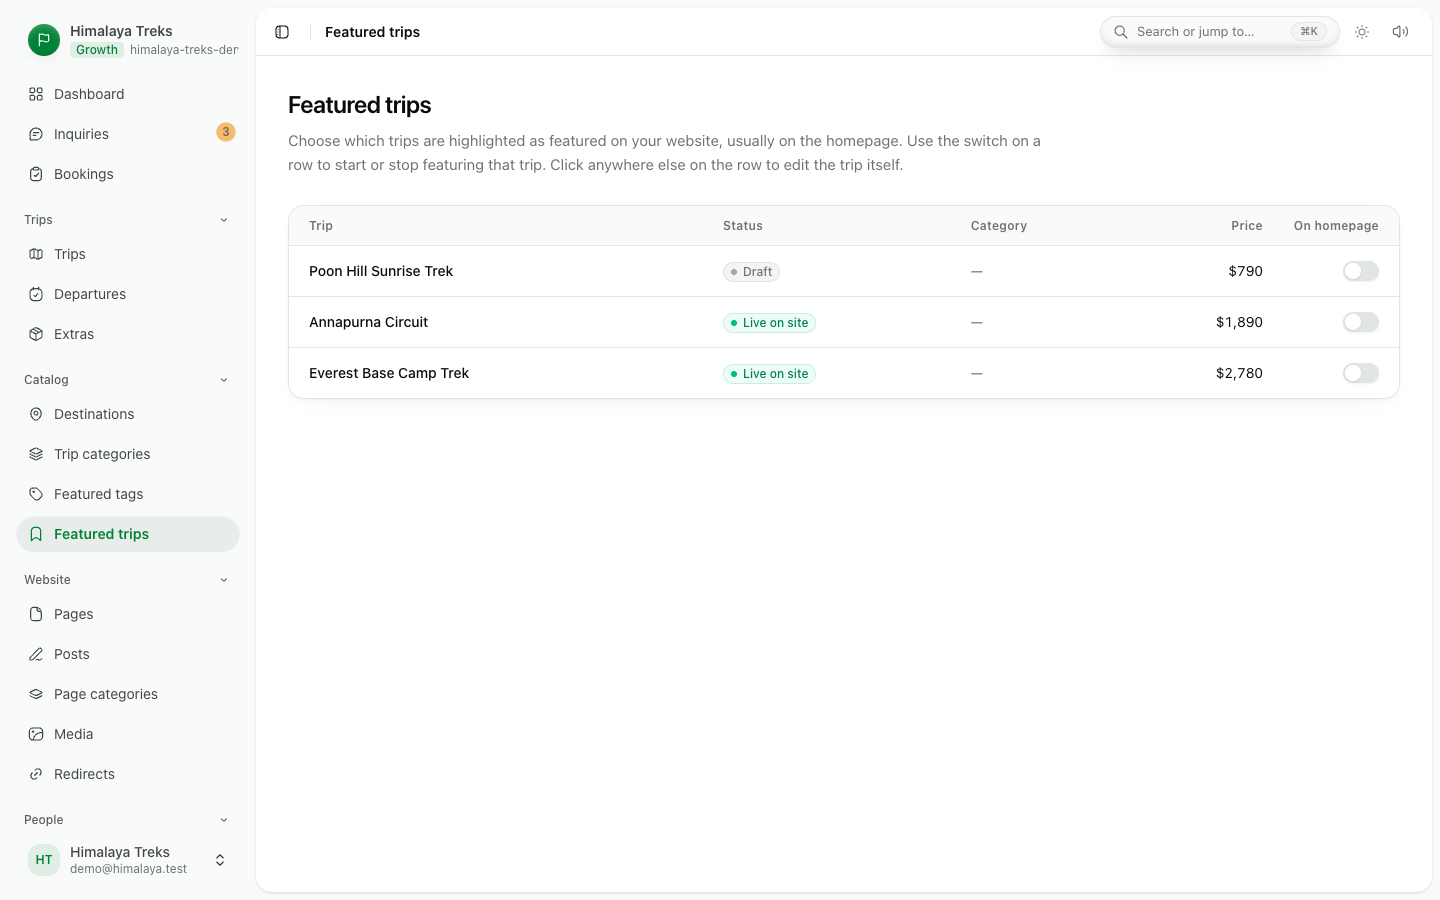 Himalaya Treks
Growth himalaya-treks-der
Dashboard
Inquiries 3
Bookings
Trips
Trips
Departures
Extras
Catalog
Destinations
Trip categories
Featured tags
Featured trips
Website
Pages
Posts
Page categories
Media
Redirects
People
HT Himalaya Treks
demo@himalaya.test
Featured trips
Search or jump to... ⌘K
Featured trips
Choose which trips are highlighted as featured on your website, usually on the homepage. Use the switch on a
row to start or stop featuring that trip. Click anywhere else on the row to edit the trip itself.
Trip Status Category Price On homepage
Poon Hill Sunrise Trek Draft — $790
Annapurna Circuit Live on site — $1,890
Everest Base Camp Trek Live on site — $2,780